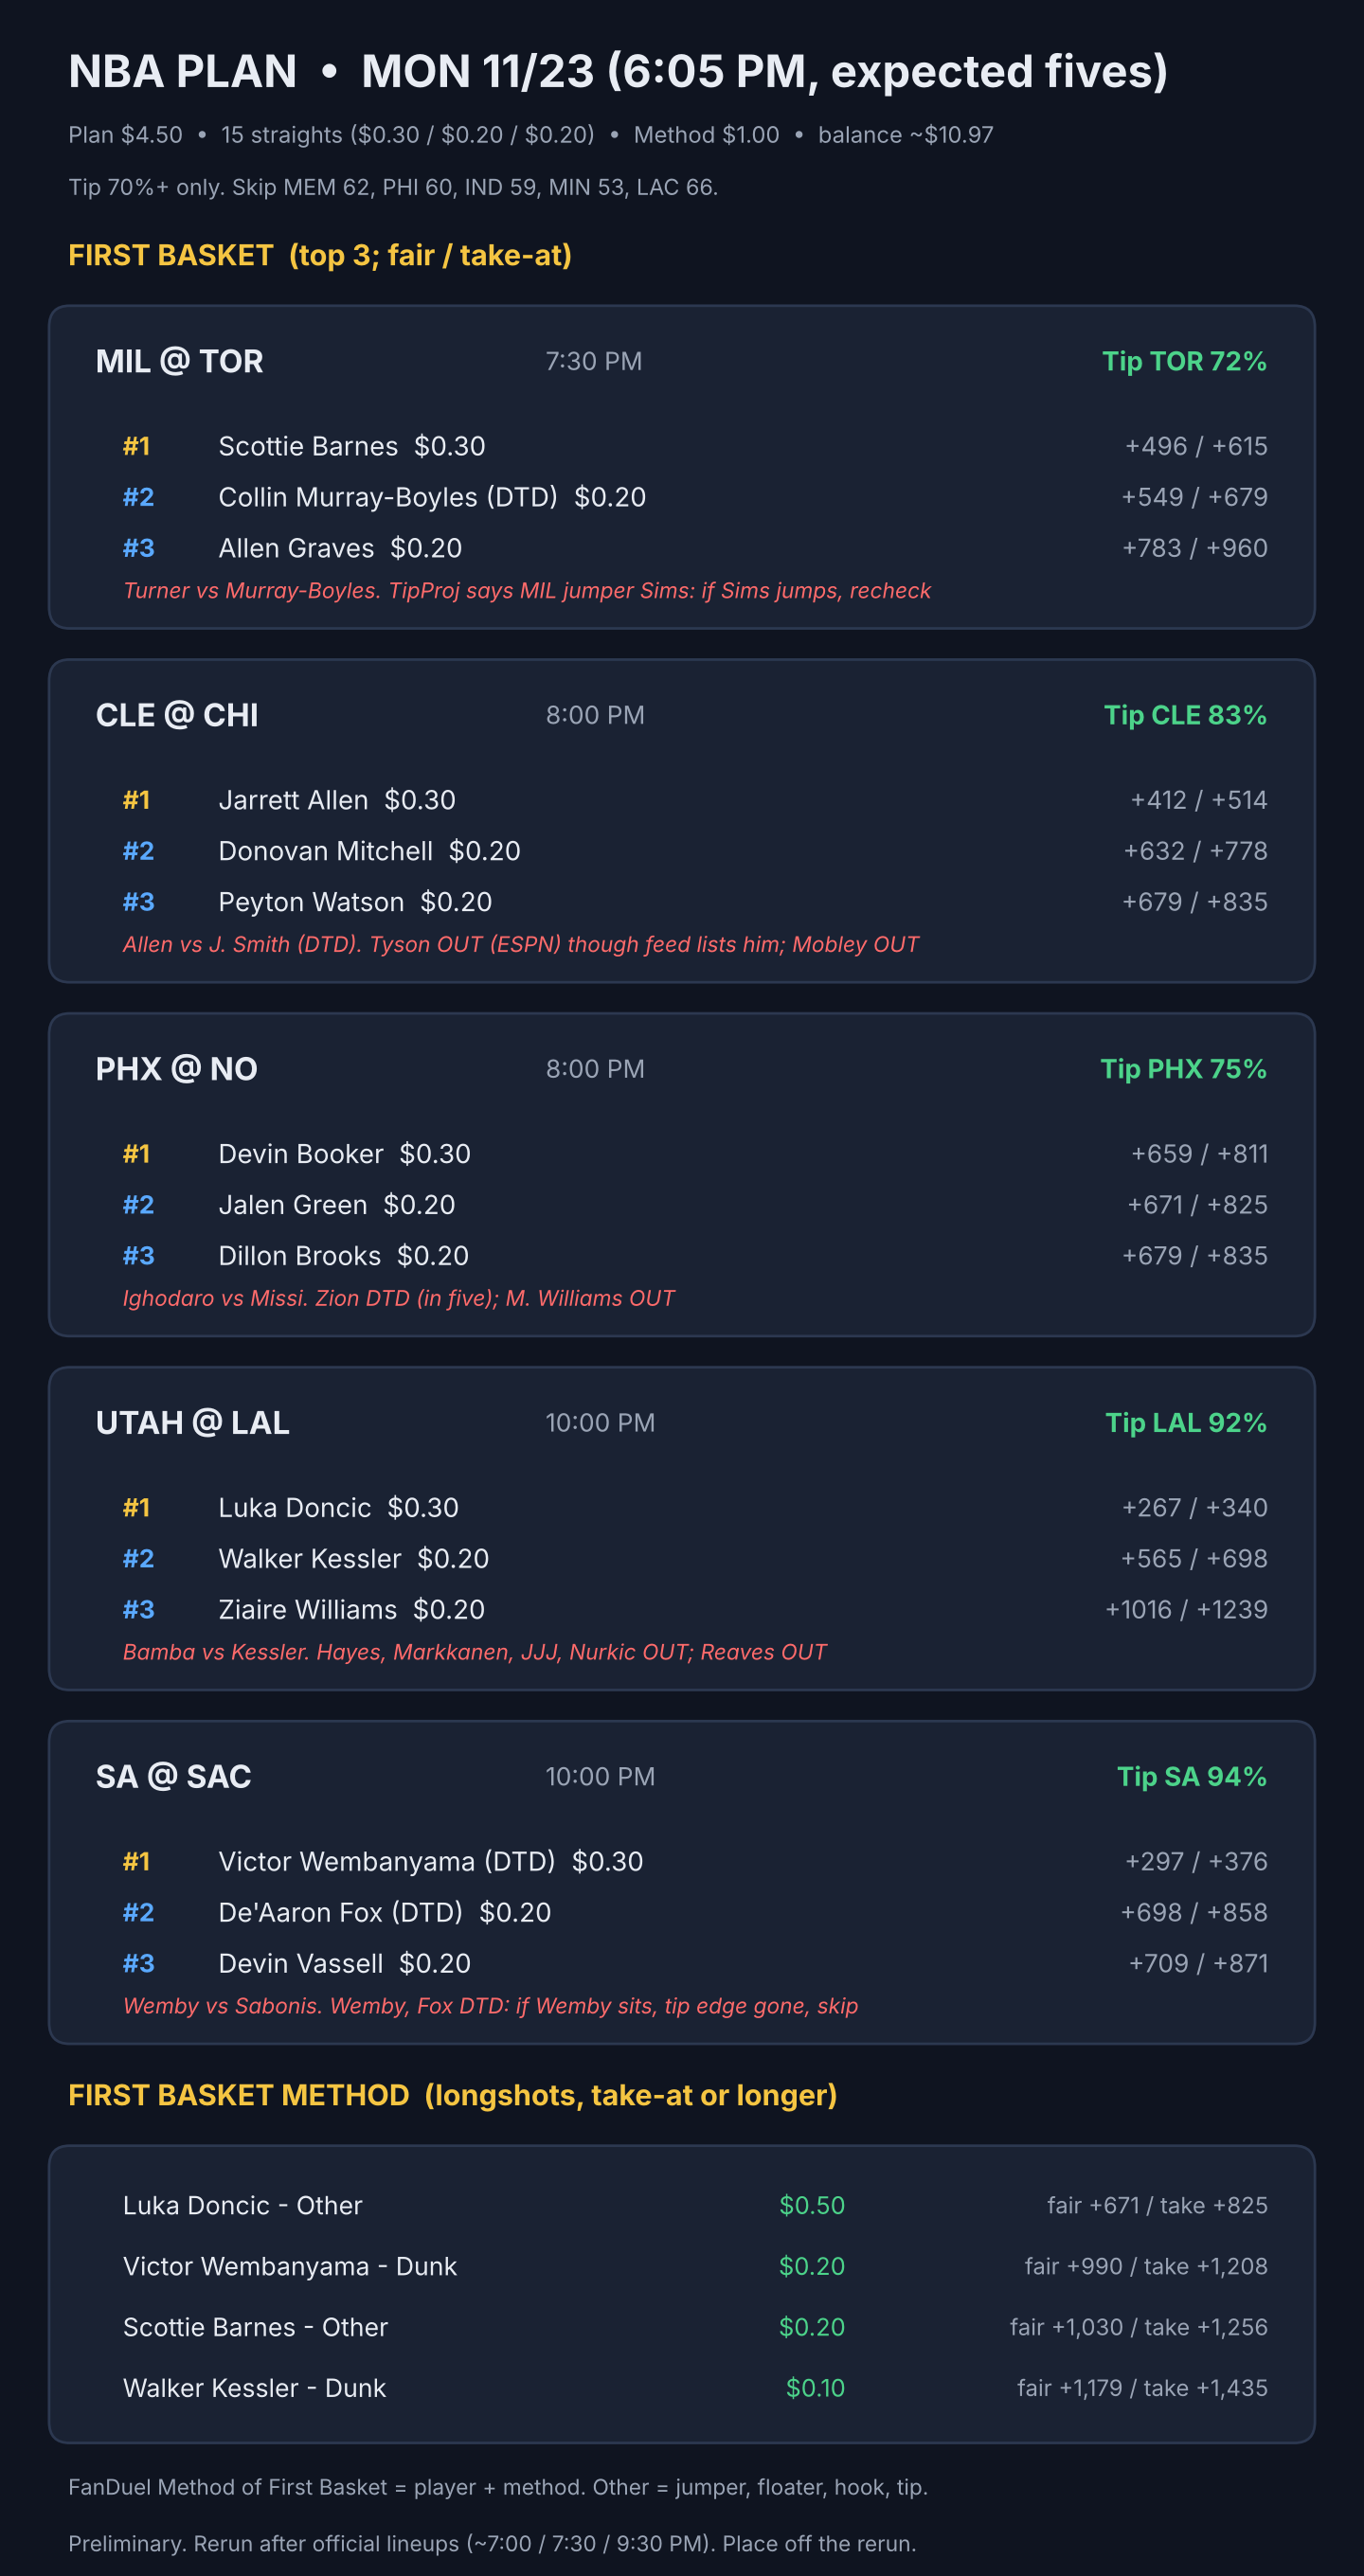 NBA PLAN • MON 11/23 (6:05 PM, expected fives)
Plan $4.50 • 15 straights ($0.30 / $0.20 / $0.20) • Method $1.00 • balance ~$10.97
Tip 70%+ only. Skip MEM 62, PHI 60, IND 59, MIN 53, LAC 66.
FIRST BASKET (top 3; fair / take-at)
MIL @ TOR 7:30 PM Tip TOR 72%
#1 Scottie Barnes $0.30 +496 / +615
#2 Collin Murray-Boyles (DTD) $0.20 +549 / +679
#3 Allen Graves $0.20 +783 / +960
Turner vs Murray-Boyles. TipProj says MIL jumper Sims: if Sims jumps, recheck
CLE @ CHI 8:00 PM Tip CLE 83%
#1 Jarrett Allen $0.30 +412 / +514
#2 Donovan Mitchell $0.20 +632 / +778
#3 Peyton Watson $0.20 +679 / +835
Allen vs J. Smith (DTD). Tyson OUT (ESPN) though feed lists him; Mobley OUT
PHX @ NO 8:00 PM Tip PHX 75%
#1 Devin Booker $0.30 +659 / +811
#2 Jalen Green $0.20 +671 / +825
#3 Dillon Brooks $0.20 +679 / +835
Ighodaro vs Missi. Zion DTD (in five); M. Williams OUT
UTAH @ LAL 10:00 PM Tip LAL 92%
#1 Luka Doncic $0.30 +267 / +340
#2 Walker Kessler $0.20 +565 / +698
#3 Ziaire Williams $0.20 +1016 / +1239
Bamba vs Kessler. Hayes, Markkanen, JJJ, Nurkic OUT; Reaves OUT
SA @ SAC 10:00 PM Tip SA 94%
#1 Victor Wembanyama (DTD) $0.30 +297 / +376
#2 De'Aaron Fox (DTD) $0.20 +698 / +858
#3 Devin Vassell $0.20 +709 / +871
Wemby vs Sabonis. Wemby, Fox DTD: if Wemby sits, tip edge gone, skip
FIRST BASKET METHOD (longshots, take-at or longer)
Luka Doncic - Other $0.50 fair +671 / take +825
Victor Wembanyama - Dunk $0.20 fair +990 / take +1,208
Scottie Barnes - Other $0.20 fair +1,030 / take +1,256
Walker Kessler - Dunk $0.10 fair +1,179 / take +1,435
FanDuel Method of First Basket = player + method. Other = jumper, floater, hook, tip.
Preliminary. Rerun after official lineups (~7:00 / 7:30 / 9:30 PM). Place off the rerun.